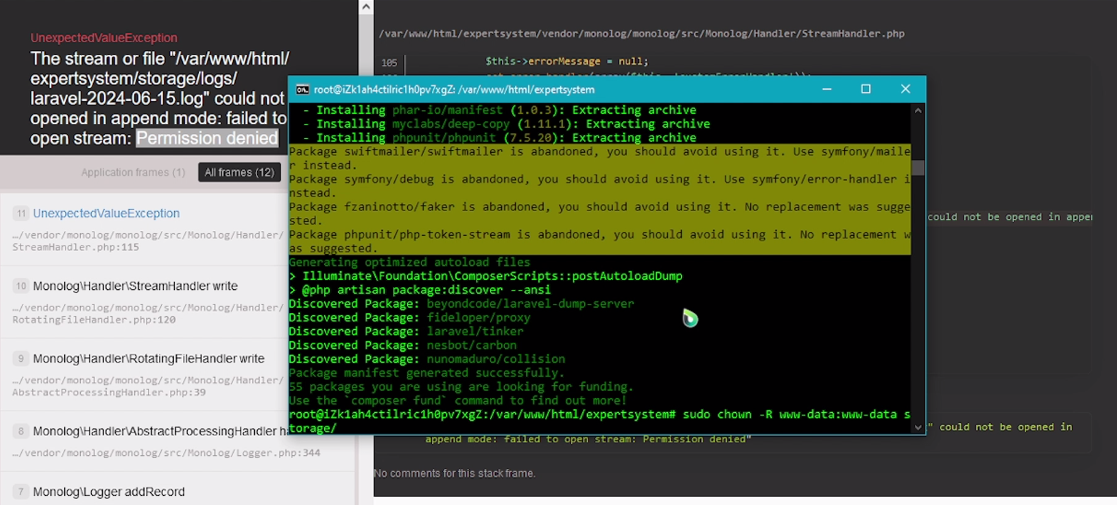 UnexpectedValueException
The stream or file "/var/www/html/
expertsystem/storage/logs/
laravel-2024-06-15.log" could not be
opened in append mode: failed to
open stream: Permission denied
Application frames (1)
All frames (12)
11 UnexpectedValueException
…/vendor/monolog/monolog/src/Monolog/Handler/
StreamHandler.php:115
10 Monolog\Handler\StreamHandler write
…/vendor/monolog/monolog/src/Monolog/Handler/
RotatingFileHandler.php:120
9 Monolog\Handler\RotatingFileHandler write
…/vendor/monolog/monolog/src/Monolog/Handler/
AbstractProcessingHandler.php:39
8 Monolog\Handler\AbstractProcessingHandler ha
…/vendor/monolog/monolog/src/Monolog/Logger.php:344
7 Monolog\Logger addRecord
/var/www/html/expertsystem/vendor/monolog/monolog/src/Monolog/Handler/StreamHandler.php
105 $this->errorMessage = null;
root@iZk1ah4ctilric1h0pv7xgZ: /var/www/html/expertsystem
- Installing phar-io/manifest (1.0.3): Extracting archive
- Installing myclabs/deep-copy (1.11.1): Extracting archive
- Installing phpunit/phpunit (7.5.20): Extracting archive
Package swiftmailer/swiftmailer is abandoned, you should avoid using it. Use symfony/maile
r instead.
Package symfony/debug is abandoned, you should avoid using it. Use symfony/error-handler i
nstead.
Package fzaninotto/faker is abandoned, you should avoid using it. No replacement was sugge
sted.
Package phpunit/php-token-stream is abandoned, you should avoid using it. No replacement w
as suggested.
Generating optimized autoload files
> Illuminate\Foundation\ComposerScripts::postAutoloadDump
> @php artisan package:discover --ansi
Discovered Package: beyondcode/laravel-dump-server
Discovered Package: fideloper/proxy
Discovered Package: laravel/tinker
Discovered Package: nesbot/carbon
Discovered Package: nunomaduro/collision
Package manifest generated successfully.
55 packages you are using are looking for funding.
Use the `composer fund` command to find out more!
root@iZk1ah4ctilric1h0pv7xgZ:/var/www/html/expertsystem# sudo chown -R www-data:www-data s
torage/
could not be opened in appen
" could not be opened in
append mode: failed to open stream: Permission denied"
No comments for this stack frame.